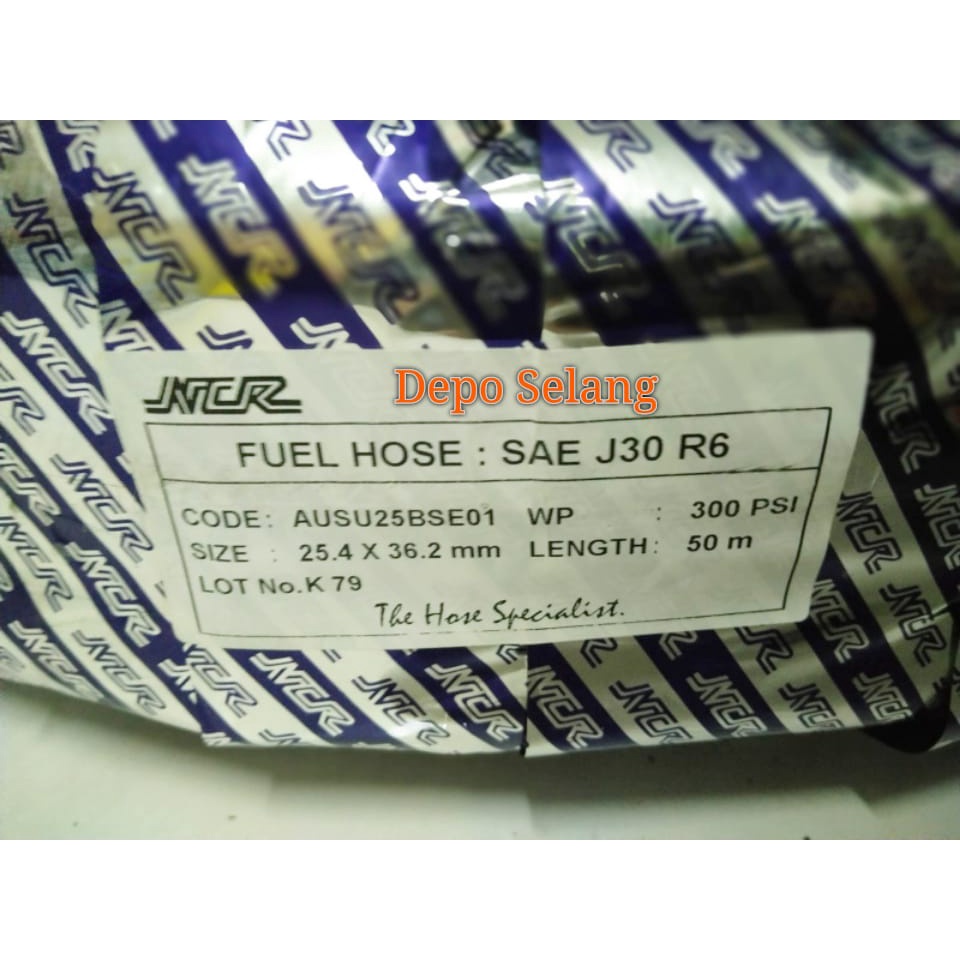 NCR Depo Selang
FUEL HOSE : SAE J30 R6
CODE: AUSU25BSE01 WP : 300 PSI
SIZE : 25.4 X 36.2 mm LENGTH: 50 m
LOT No.K 79
The Hose Specialist.